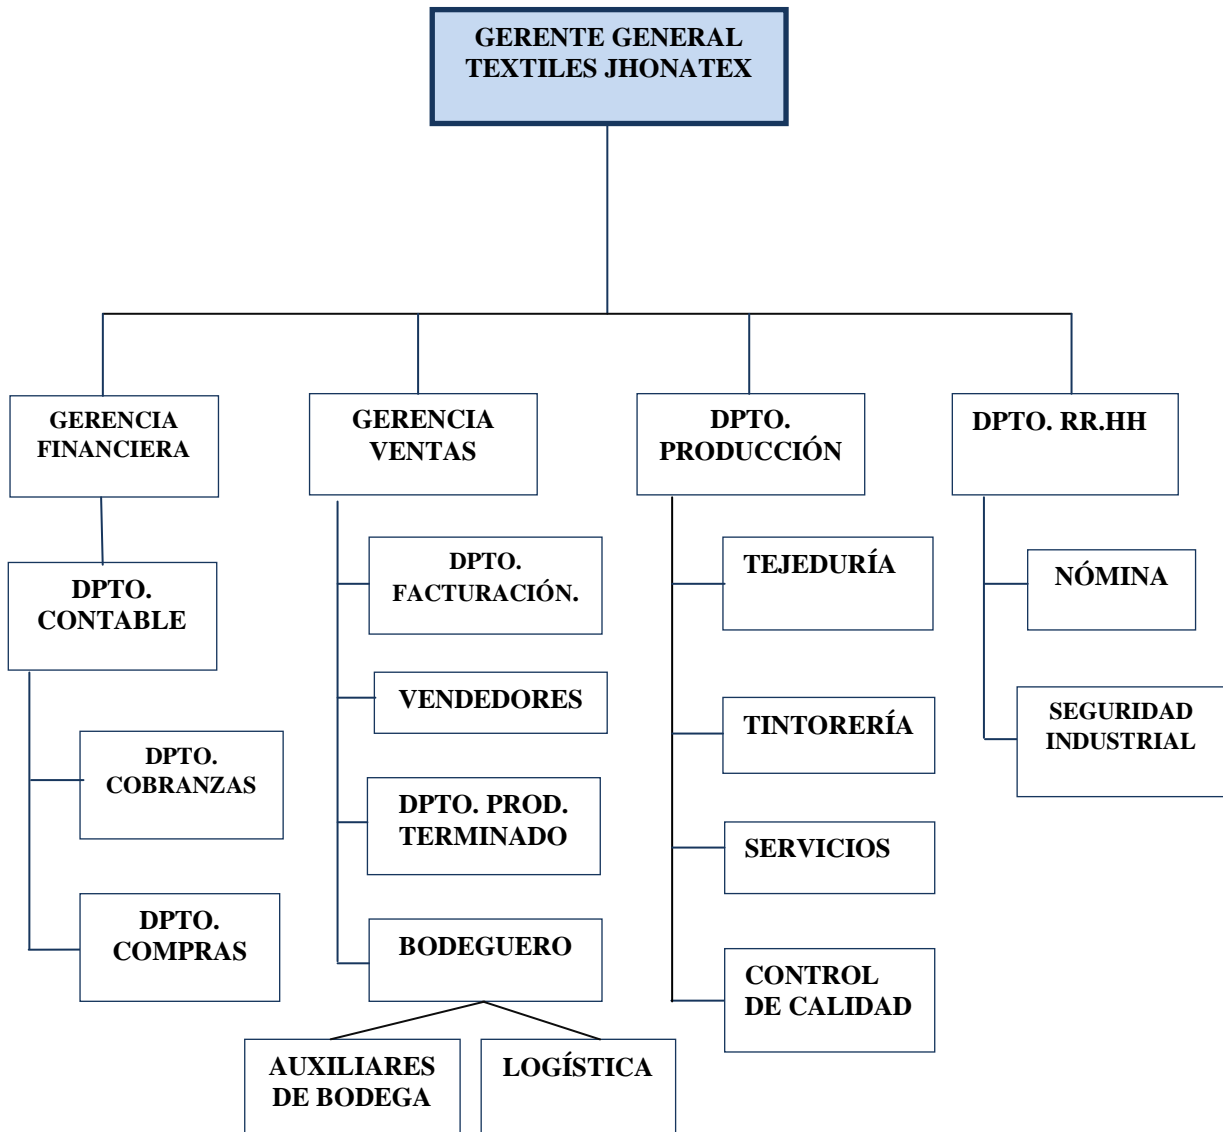 GERENTE GENERAL
TEXTILES JHONATEX
GERENCIA
FINANCIERA
GERENCIA
VENTAS
DPTO.
PRODUCCIÓN
DPTO. RR.HH
DPTO.
CONTABLE
DPTO.
COBRANZAS
DPTO.
COMPRAS
DPTO.
FACTURACIÓN.
VENDEDORES
DPTO. PROD.
TERMINADO
BODEGUERO
AUXILIARES
DE BODEGA
LOGÍSTICA
TEJEDURÍA
TINTORERÍA
SERVICIOS
CONTROL
DE CALIDAD
NÓMINA
SEGURIDAD
INDUSTRIAL